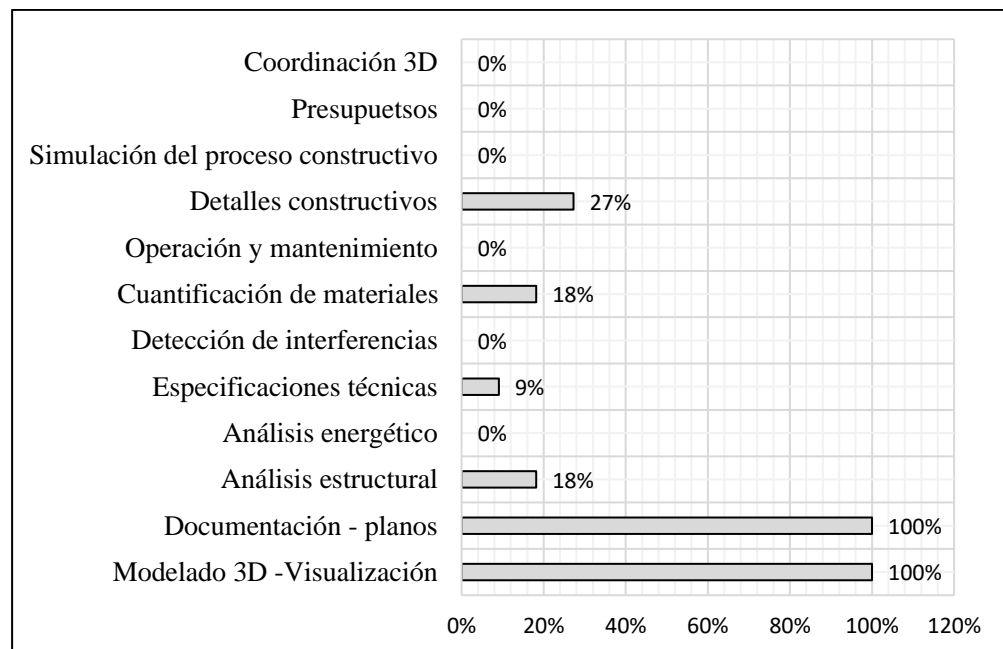 Coordinación 3D 0%
Presupuetsos 0%
Simulación del proceso constructivo 0%
Detalles constructivos 27%
Operación y mantenimiento 0%
Cuantificación de materiales 18%
Detección de interferencias 0%
Especificaciones técnicas 9%
Análisis energético 0%
Análisis estructural 18%
Documentación - planos 100%
Modelado 3D -Visualización 100%
0% 20% 40% 60% 80% 100% 120%